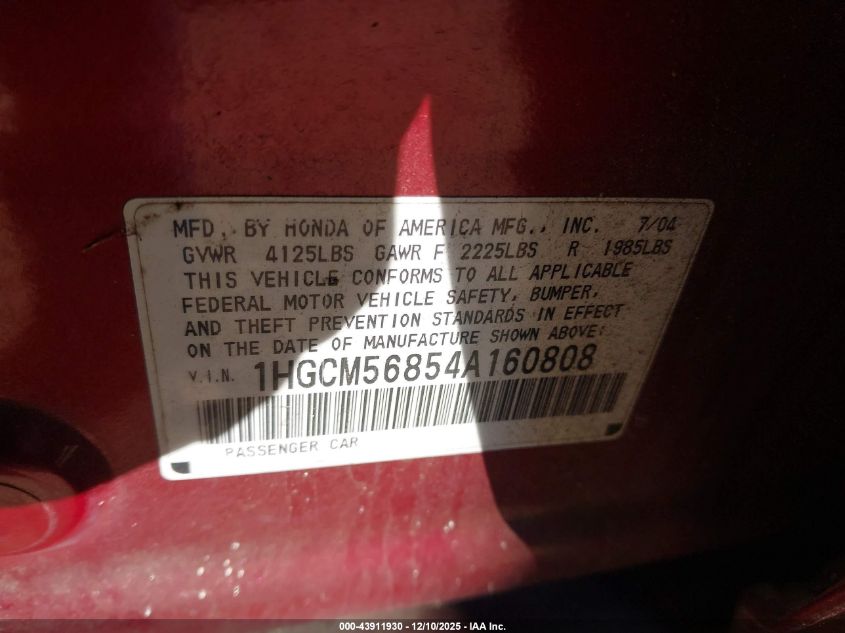 MFD. BY HONDA OF AMERICA MFG., INC. 7/04
GVWR 4125LBS GAWR F 2225LBS R 1985LBS
THIS VEHICLE CONFORMS TO ALL APPLICABLE
FEDERAL MOTOR VEHICLE SAFETY, BUMPER,
AND THEFT PREVENTION STANDARDS IN EFFECT
ON THE DATE OF MANUFACTURE SHOWN ABOVE:
V.I.N. 1HGCM56854A160808
PASSENGER CAR
000-43911930 - 12/10/2025 - IAA Inc.